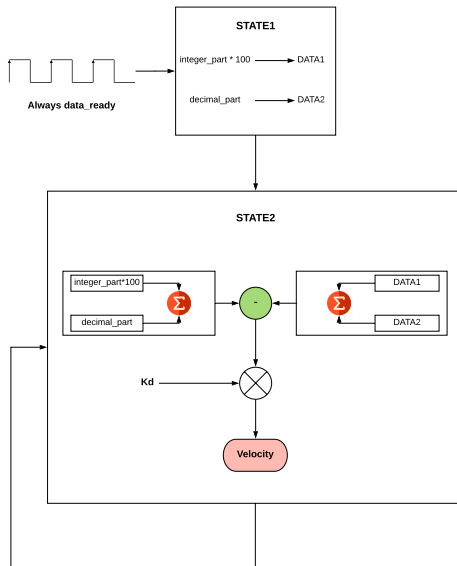 STATE1
integer_part * 100
DATA1
decimal_part
DATA2
Always data_ready
STATE2
integer_part*100
Σ
decimal_part
-
DATA1
Σ
DATA2
Kd
Velocity